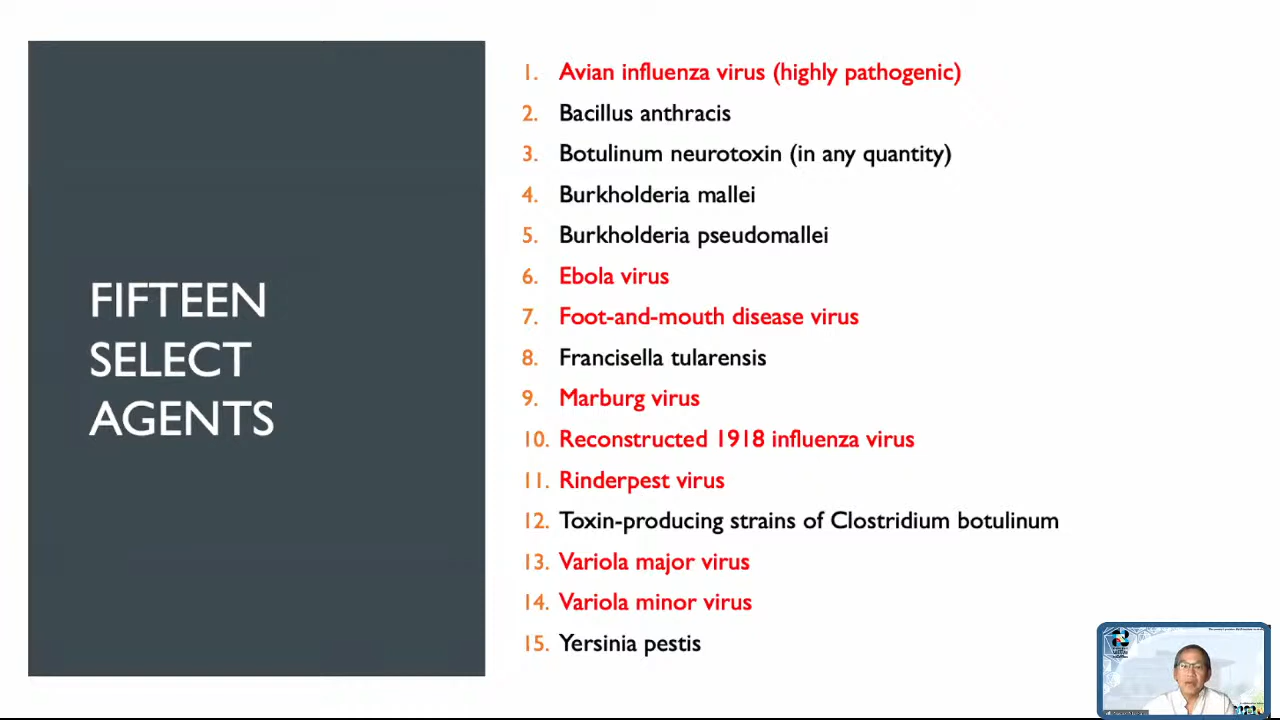 FIFTEEN
SELECT
AGENTS
1. Avian influenza virus (highly pathogenic)
2. Bacillus anthracis
3. Botulinum neurotoxin (in any quantity)
4. Burkholderia mallei
5. Burkholderia pseudomallei
6. Ebola virus
7. Foot-and-mouth disease virus
8. Francisella tularensis
9. Marburg virus
10. Reconstructed 1918 influenza virus
11. Rinderpest virus
12. Toxin-producing strains of Clostridium botulinum
13. Variola major virus
14. Variola minor virus
15. Yersinia pestis